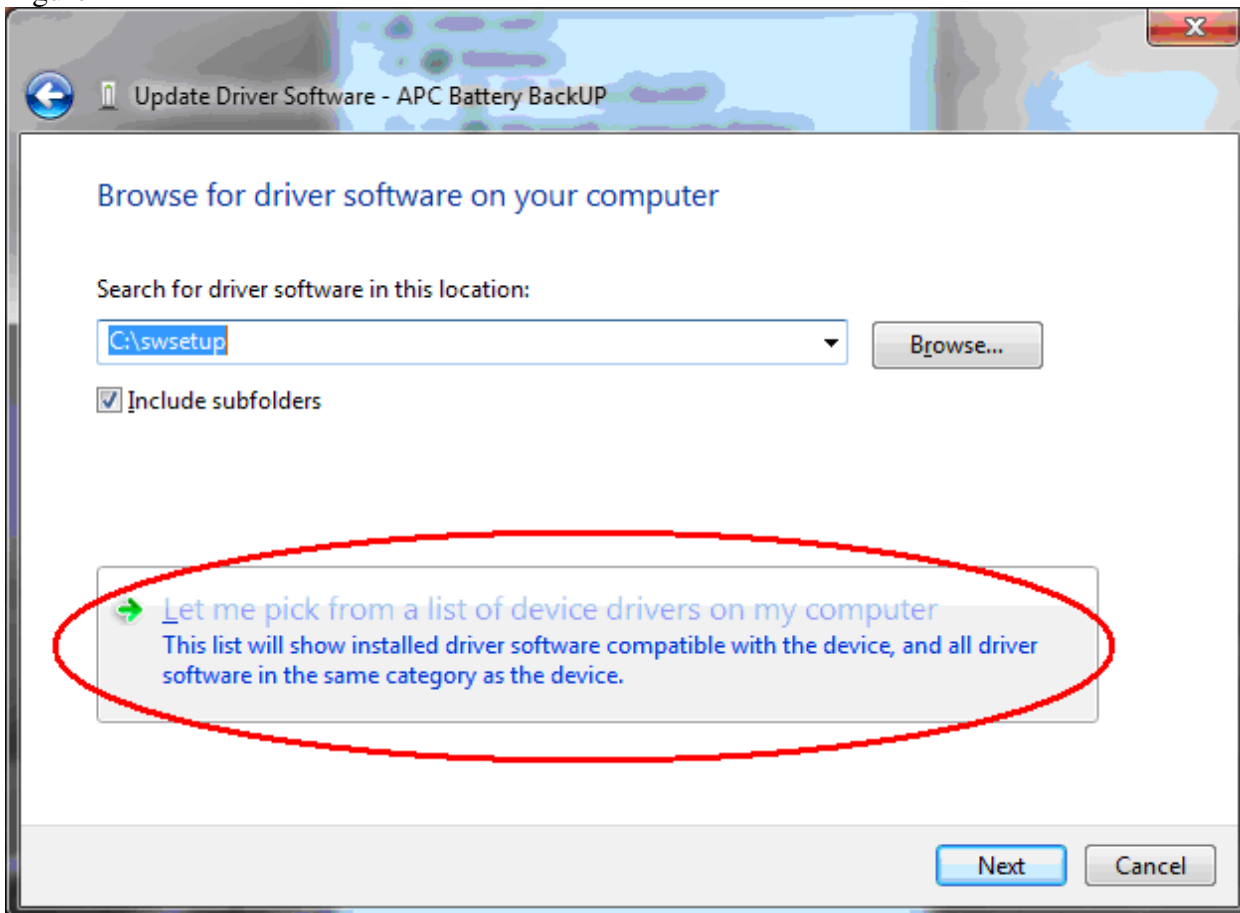 Update Driver Software - APC Battery BackUP
Browse for driver software on your computer
Search for driver software in this location:
C:\swsetup
Browse...
Include subfolders
Let me pick from a list of device drivers on my computer
This list will show installed driver software compatible with the device, and all driver
software in the same category as the device.
Next
Cancel